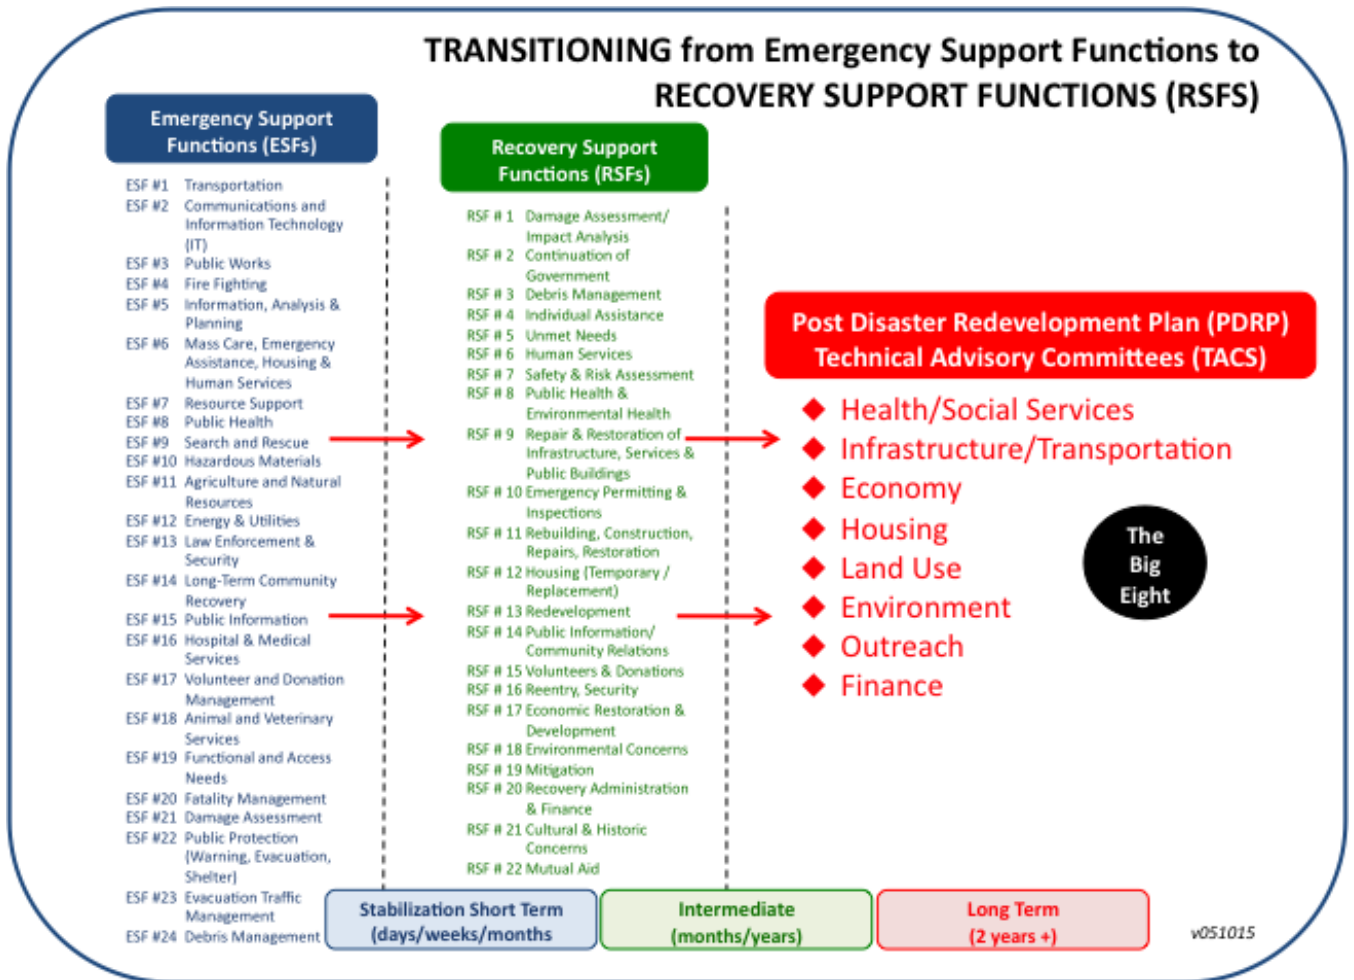 TRANSITIONING from Emergency Support Functions to
RECOVERY SUPPORT FUNCTIONS (RSFS)
Emergency Support
Functions (ESFs)
ESF #1 Transportation
ESF #2 Communications and
Information Technology
(IT)
ESF #3 Public Works
ESF #4 Fire Fighting
ESF #5 Information, Analysis &
Planning
ESF #6 Mass Care, Emergency
Assistance, Housing &
Human Services
ESF #7 Resource Support
ESF #8 Public Health
ESF #9 Search and Rescue
ESF #10 Hazardous Materials
ESF #11 Agriculture and Natural
Resources
ESF #12 Energy & Utilities
ESF #13 Law Enforcement &
Security
ESF #14 Long-Term Community
Recovery
ESF #15 Public Information
ESF #16 Hospital & Medical
Services
ESF #17 Volunteer and Donation
Management
ESF #18 Animal and Veterinary
Services
ESF #19 Functional and Access
Needs
ESF #20 Fatality Management
ESF #21 Damage Assessment
ESF #22 Public Protection
(Warning, Evacuation,
Shelter)
ESF #23 Evacuation Traffic
Management
ESF #24 Debris Management
Recovery Support
Functions (RSFs)
RSF # 1 Damage Assessment/
Impact Analysis
RSF # 2 Continuation of
Government
RSF # 3 Debris Management
RSF # 4 Individual Assistance
RSF # 5 Unmet Needs
RSF # 6 Human Services
RSF # 7 Safety & Risk Assessment
RSF # 8 Public Health &
Environmental Health
RSF # 9 Repair & Restoration of
Infrastructure, Services &
Public Buildings
RSF # 10 Emergency Permitting &
Inspections
RSF # 11 Rebuilding, Construction,
Repairs, Restoration
RSF # 12 Housing (Temporary /
Replacement)
RSF # 13 Redevelopment
RSF # 14 Public Information/
Community Relations
RSF # 15 Volunteers & Donations
RSF # 16 Reentry, Security
RSF # 17 Economic Restoration &
Development
RSF # 18 Environmental Concerns
RSF # 19 Mitigation
RSF # 20 Recovery Administration
& Finance
RSF # 21 Cultural & Historic
Concerns
RSF # 22 Mutual Aid
Post Disaster Redevelopment Plan (PDRP)
Technical Advisory Committees (TACS)
◆ Health/Social Services
◆ Infrastructure/Transportation
◆ Economy
◆ Housing
◆ Land Use
◆ Environment
◆ Outreach
◆ Finance
The
Big
Eight
Stabilization Short Term
(days/weeks/months
Intermediate
(months/years)
Long Term
(2 years +)
v051015